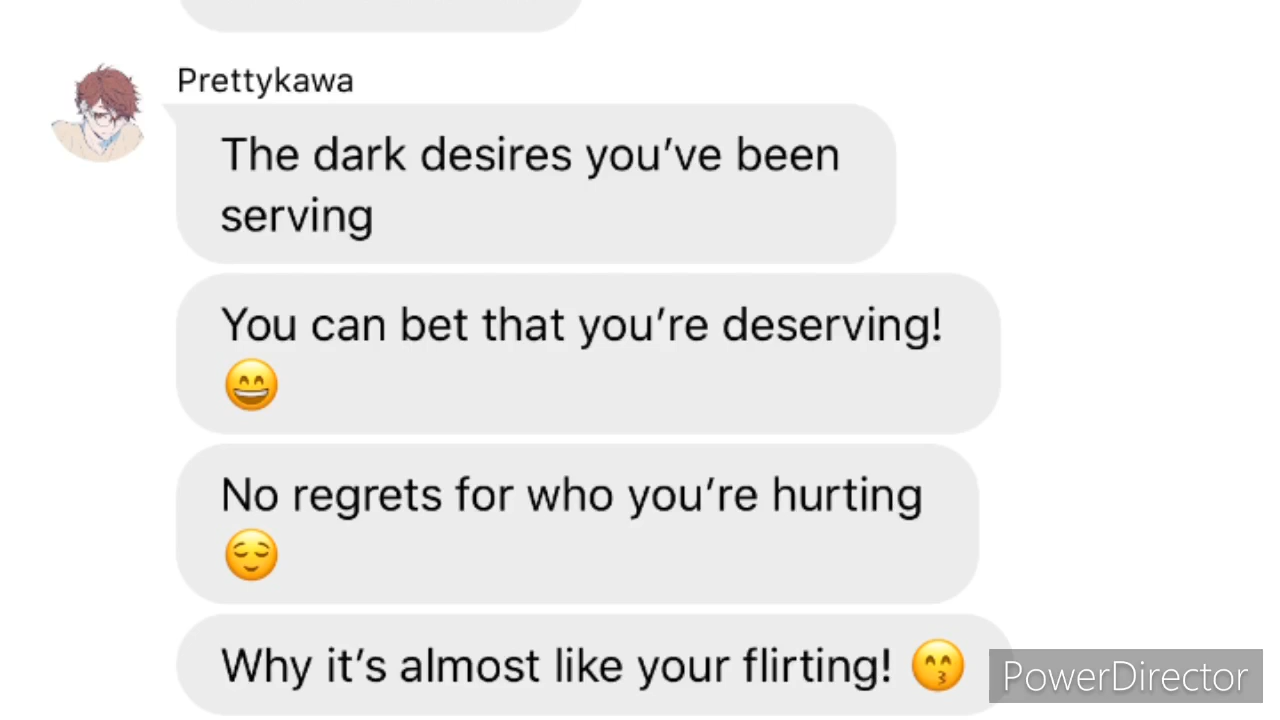 Prettykawa
The dark desires you've been
serving
You can bet that you're deserving!
😄
No regrets for who you're hurting
😌
Why it's almost like your flirting! 😙
PowerDirector